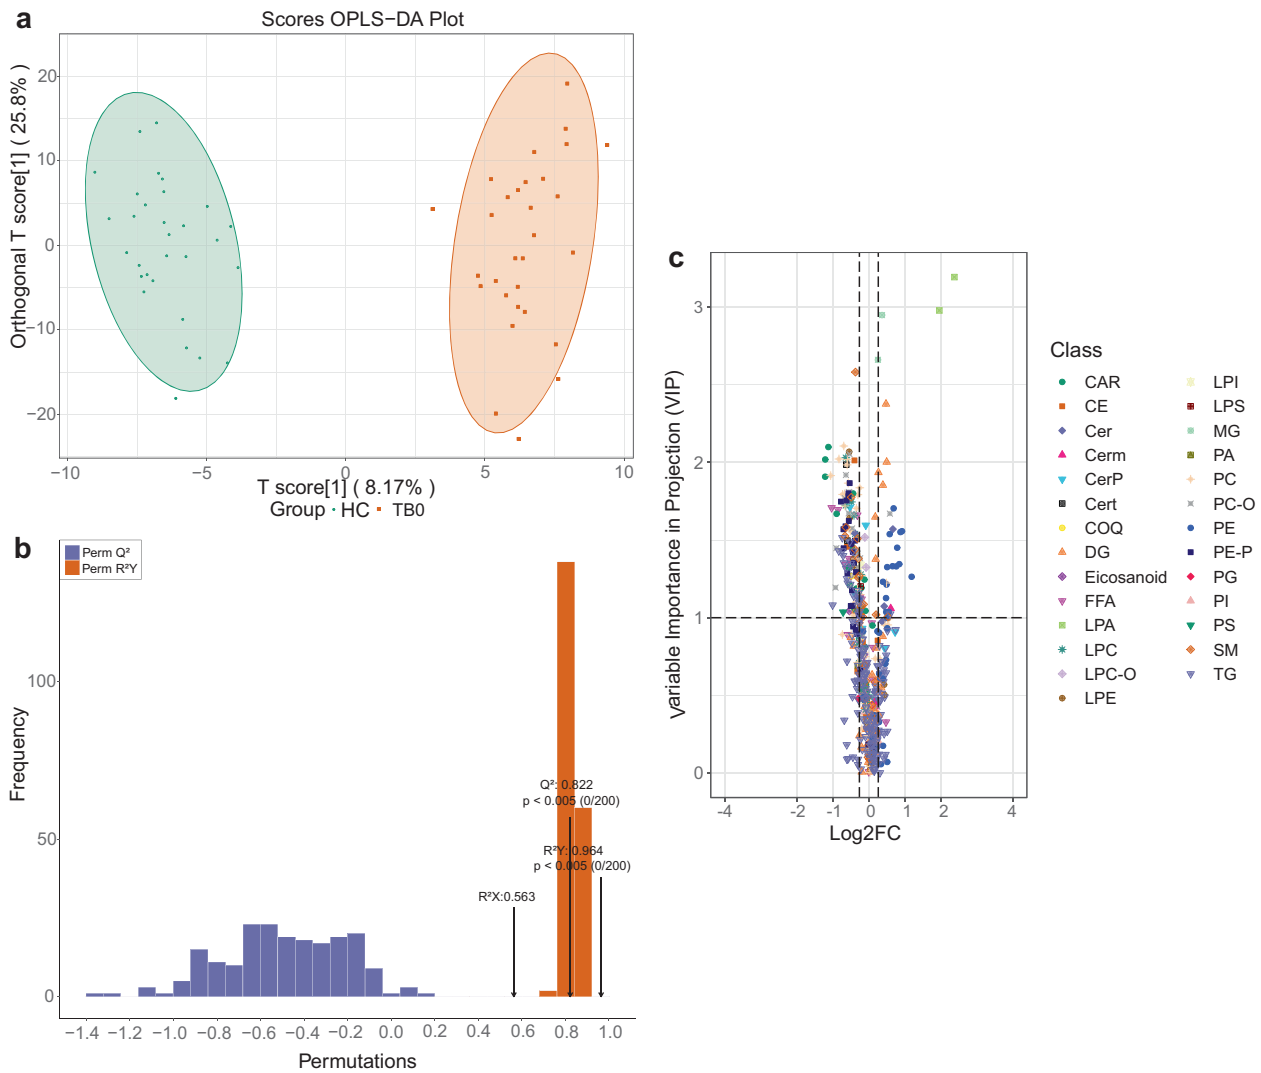 a
Scores OPLS−DA Plot
Orthogonal T score[1] ( 25.8% )
20
10
0
−10
−20
−10
−5
0
5
10
T score[1] ( 8.17% )
Group HC TB0
b
Perm Q²
Perm R²Y
Frequency
100
50
0
Q²: 0.822
p < 0.005 (0/200)
R²Y: 0.964
p < 0.005 (0/200)
R²X:0.563
−1.4 −1.2 −1.0 −0.8 −0.6 −0.4 −0.2 0.0 0.2 0.4 0.6 0.8 1.0
Permutations
c
Variable Importance in Projection (VIP)
3
2
1
0
-4 -2 -1 0 1 2 4
Log2FC
Class
CAR
CE
Cer
Cerm
CerP
Cert
COQ
DG
Eicosanoid
FFA
LPA
LPC
LPC-O
LPE
LPI
LPS
MG
PA
PC
PC-O
PE
PE-P
PG
PI
PS
SM
TG